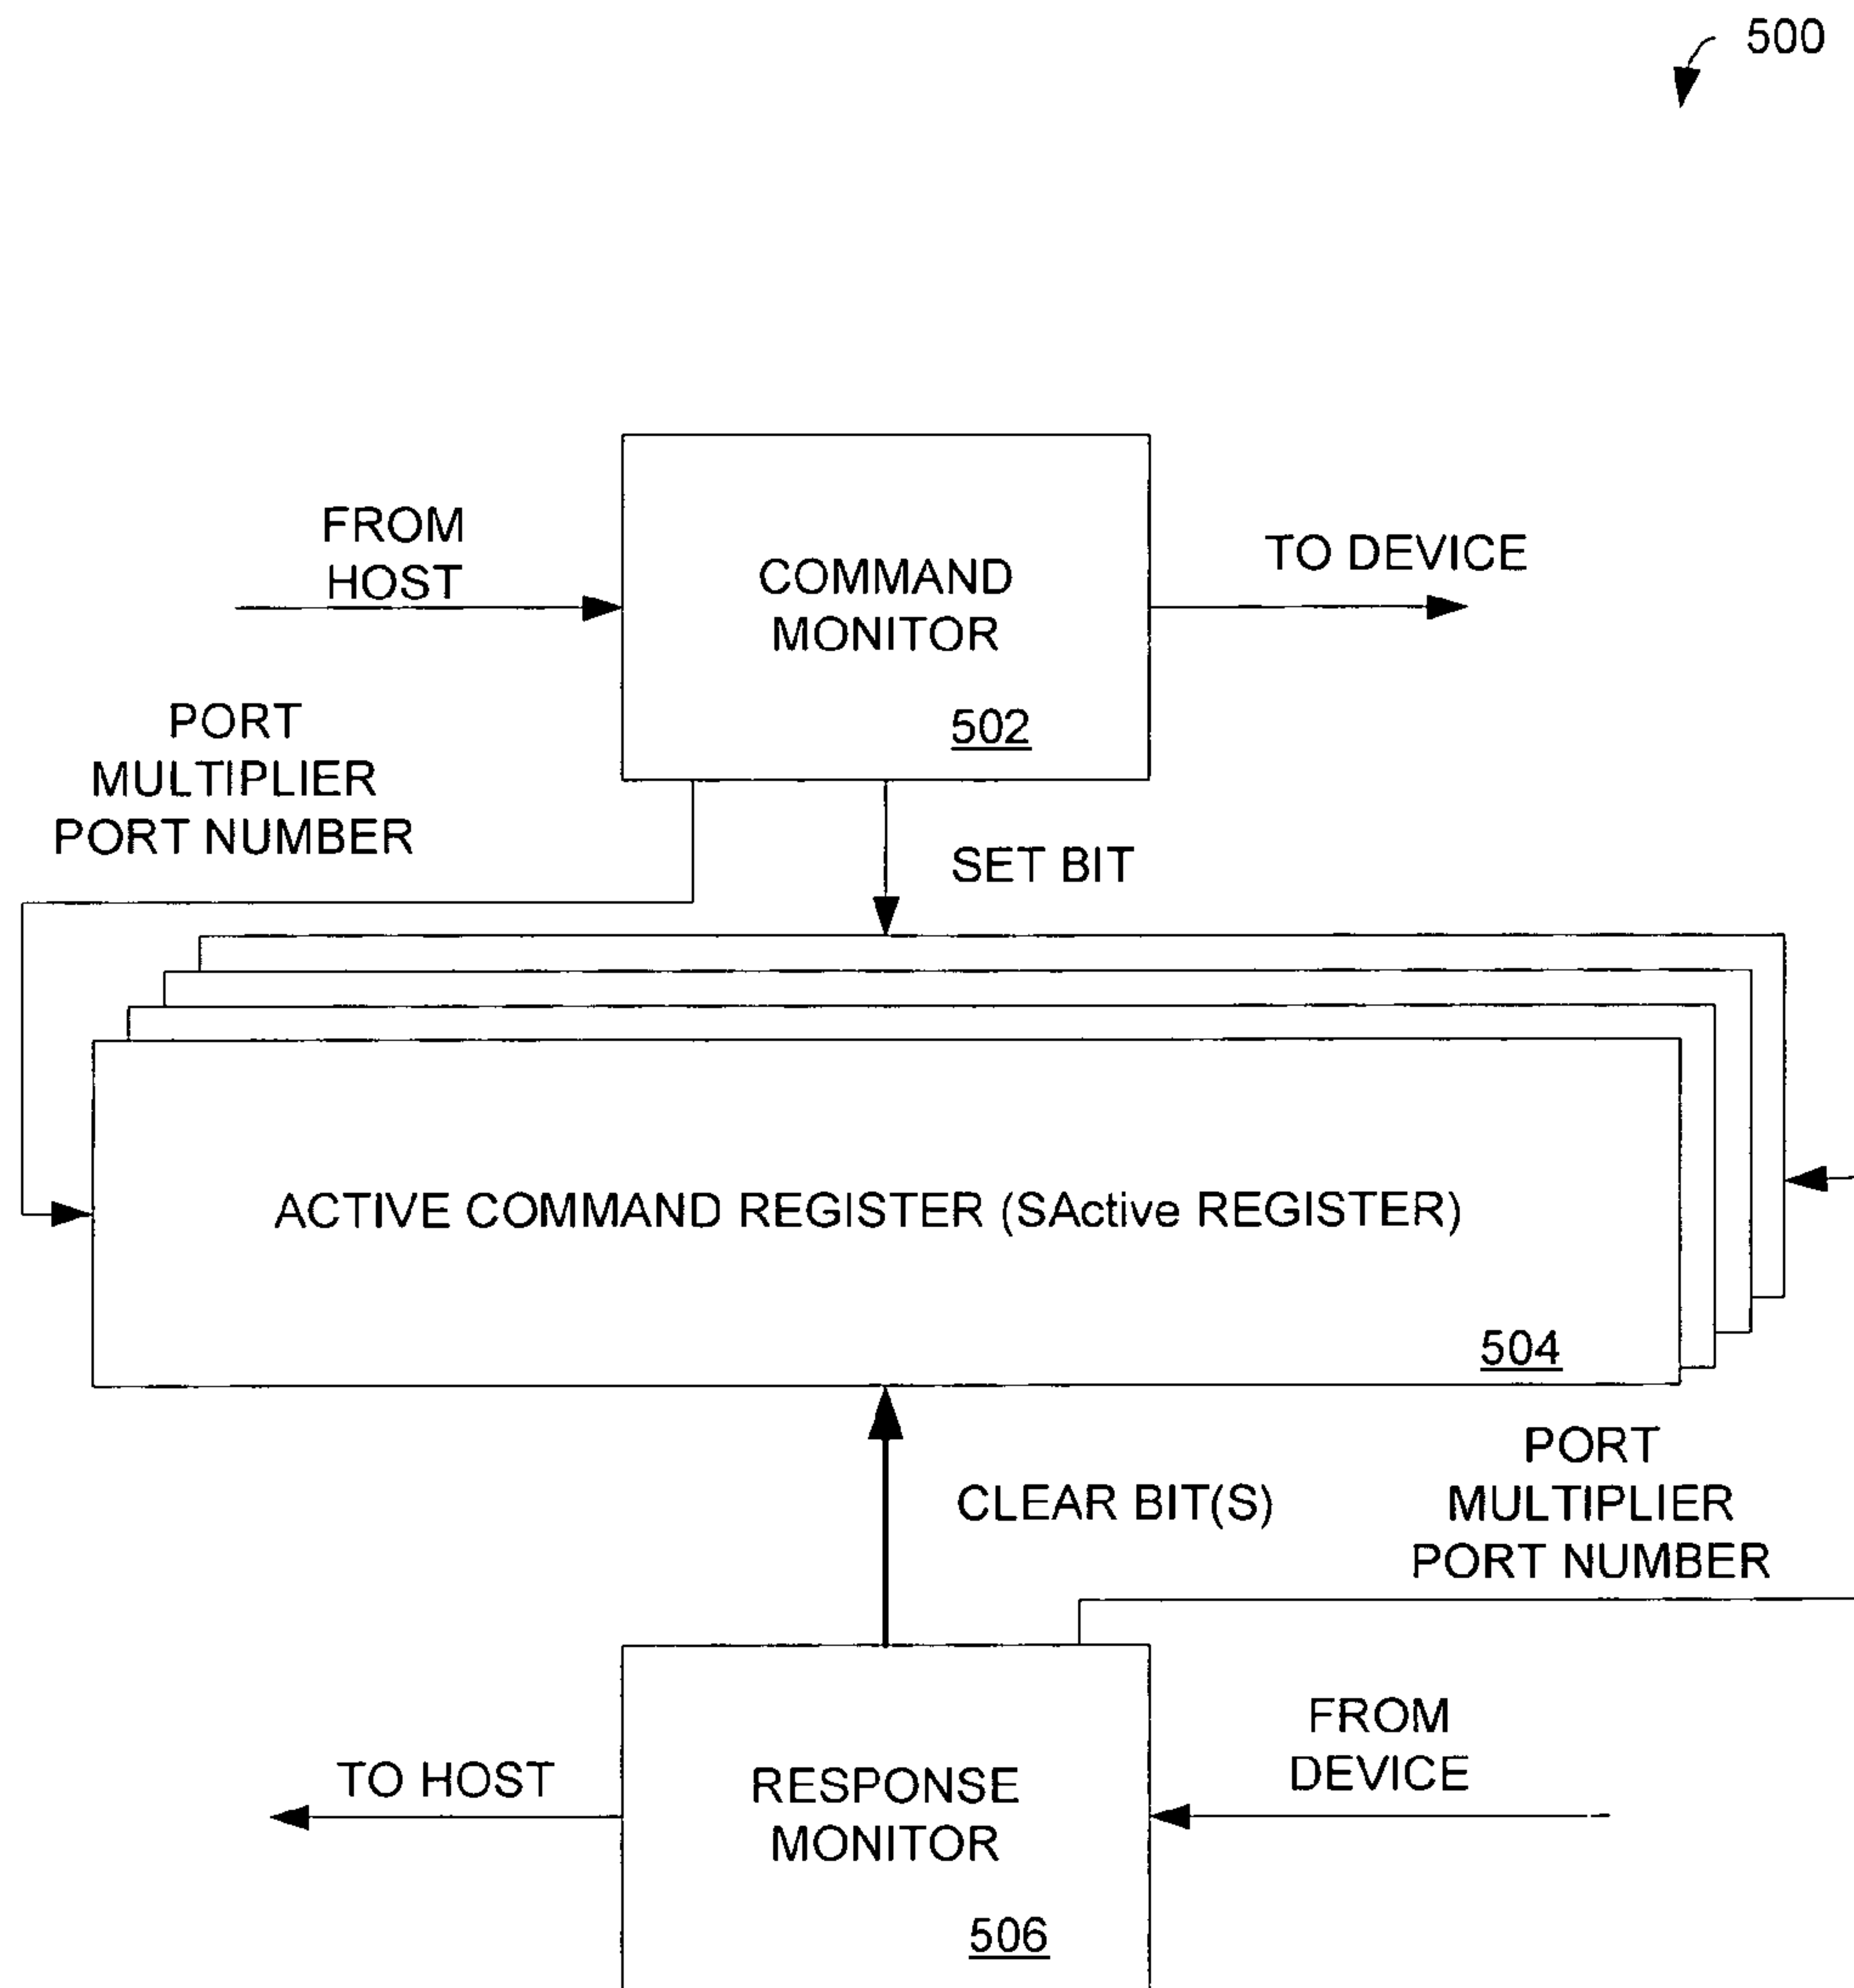 500
FROM
HOST
COMMAND
MONITOR
502
TO DEVICE
PORT
MULTIPLIER
PORT NUMBER
SET BIT
ACTIVE COMMAND REGISTER (SActive REGISTER)
504
CLEAR BIT(S)
PORT
MULTIPLIER
PORT NUMBER
TO HOST
RESPONSE
MONITOR
506
FROM
DEVICE